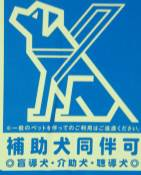 ※一般のペットを伴ってのご利用はご遠慮ください。
補助犬同伴可
◎盲導犬・介助犬・聴導犬◎